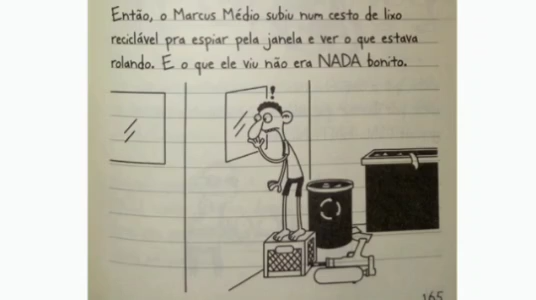 Então, o Marcus Médio subiu num cesto de lixo
reciclável pra espiar pela janela e ver o que estava
rolando. E o que ele viu não era NADA bonito.
!
165